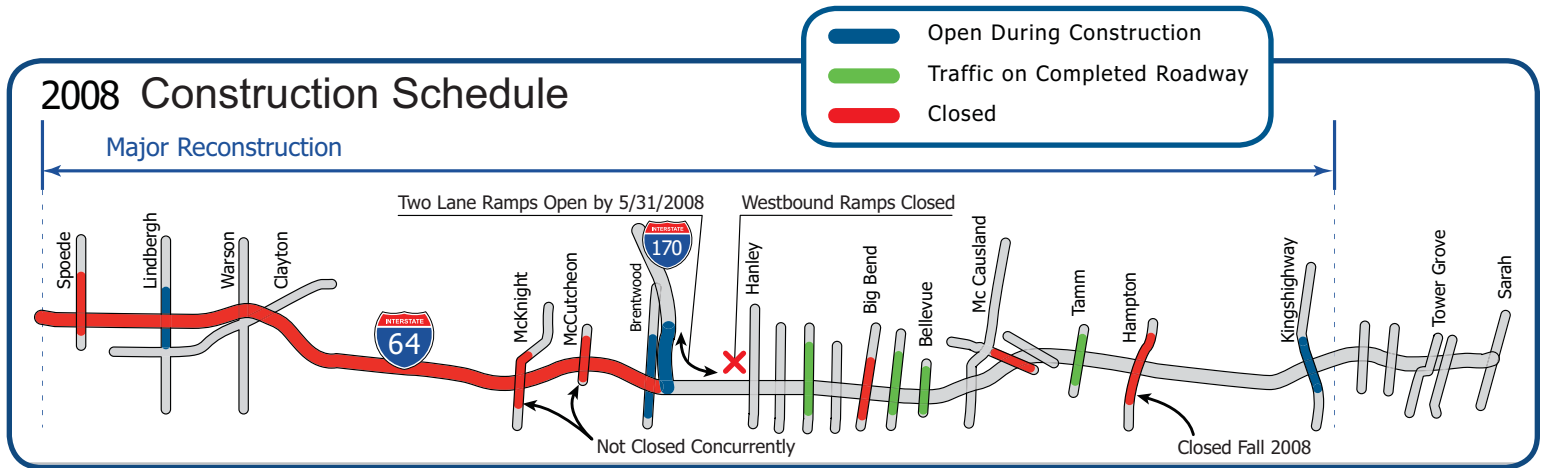 Open During Construction
Traffic on Completed Roadway
Closed
2008 Construction Schedule
Major Reconstruction
Two Lane Ramps Open by 5/31/2008
Westbound Ramps Closed
Spoede
Lindbergh
Warson
Clayton
INTERSTATE
64
McKnight
McCutcheon
Brentwood
INTERSTATE
170
Hanley
Big Bend
Bellevue
Mc Causland
Tamm
Hampton
Kingshighway
Tower Grove
Sarah
Not Closed Concurrently
Closed Fall 2008